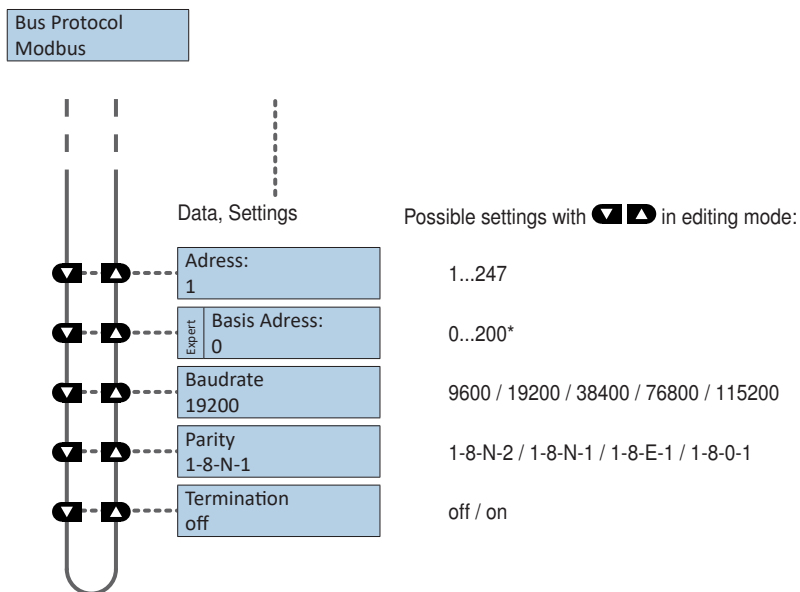 Bus Protocol
Modbus
Data, Settings
Possible settings with in editing mode:
Adress:
1
1...247
Expert
Basis Adress:
0
0...200*
Baudrate
19200
9600 / 19200 / 38400 / 76800 / 115200
Parity
1-8-N-1
1-8-N-2 / 1-8-N-1 / 1-8-E-1 / 1-8-0-1
Termination
off
off / on